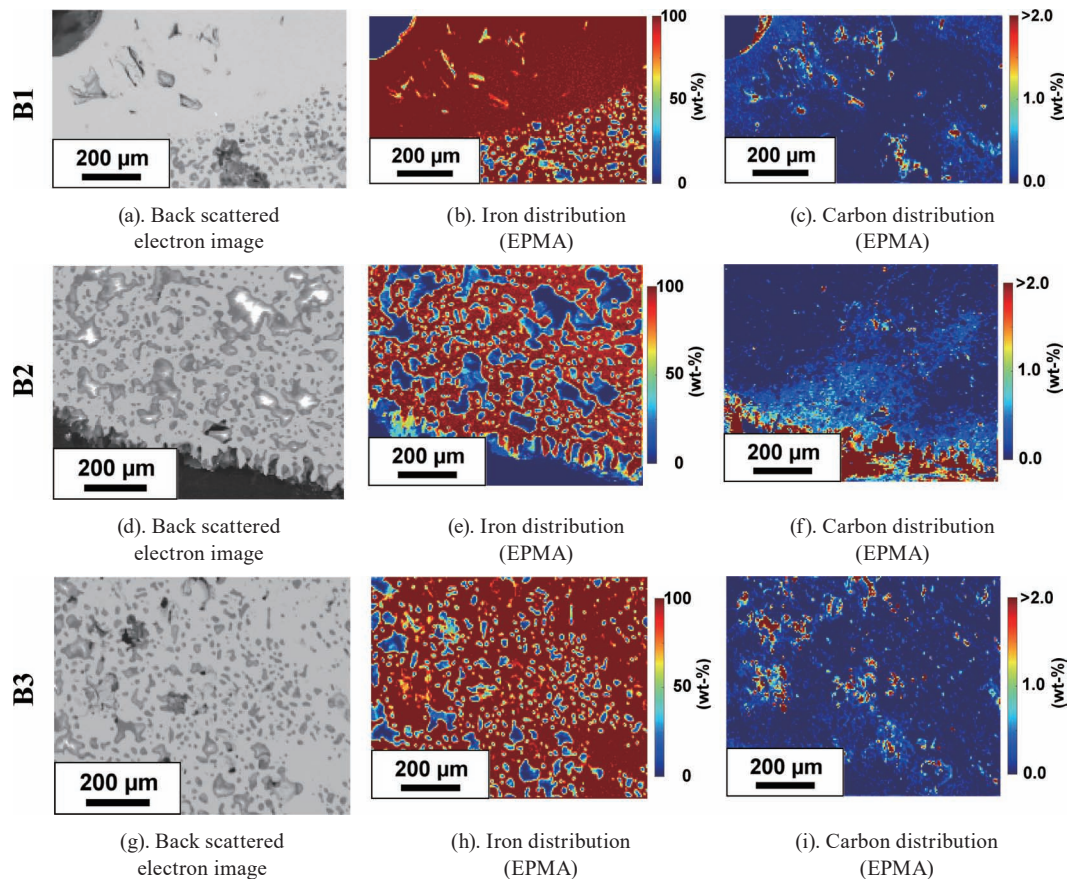 B1
200 µm
200 µm
100
50
0
(wt-%)
200 µm
>2.0
1.0
0.0
(wt-%)
(a). Back scattered
electron image
(b). Iron distribution
(EPMA)
(c). Carbon distribution
(EPMA)
B2
200 µm
200 µm
100
50
0
(wt-%)
200 µm
>2.0
1.0
0.0
(wt-%)
(d). Back scattered
electron image
(e). Iron distribution
(EPMA)
(f). Carbon distribution
(EPMA)
B3
200 µm
200 µm
100
50
0
(wt-%)
200 µm
>2.0
1.0
0.0
(wt-%)
(g). Back scattered
electron image
(h). Iron distribution
(EPMA)
(i). Carbon distribution
(EPMA)